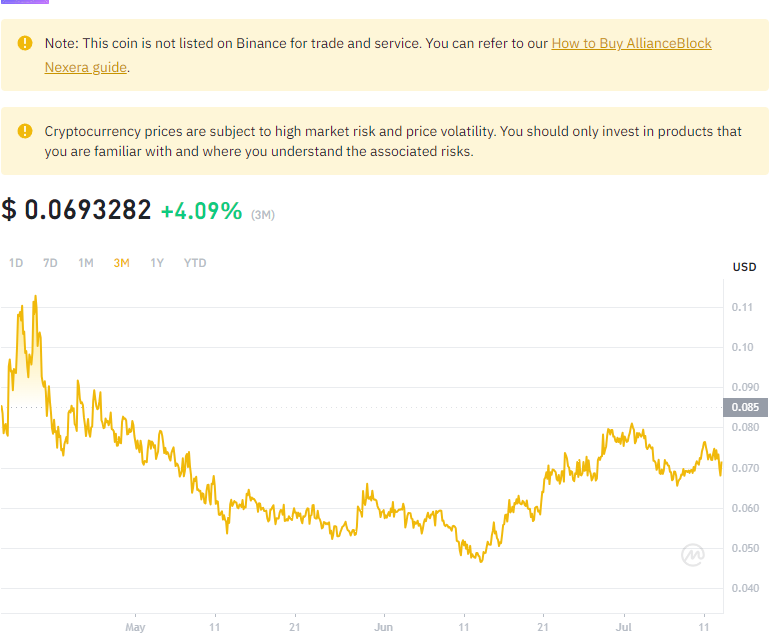 Note: This coin is not listed on Binance for trade and service. You can refer to our How to Buy AllianceBlock
Nexera guide.
Cryptocurrency prices are subject to high market risk and price volatility. You should only invest in products that
you are familiar with and where you understand the associated risks.
$ 0.0693282 +4.09% (3M)
1D 7D 1M 3M 1Y YTD
USD
0.11
0.10
0.090
0.085
0.080
0.070
0.060
0.050
0.040
May 11 21 Jun 11 21 Jul 11